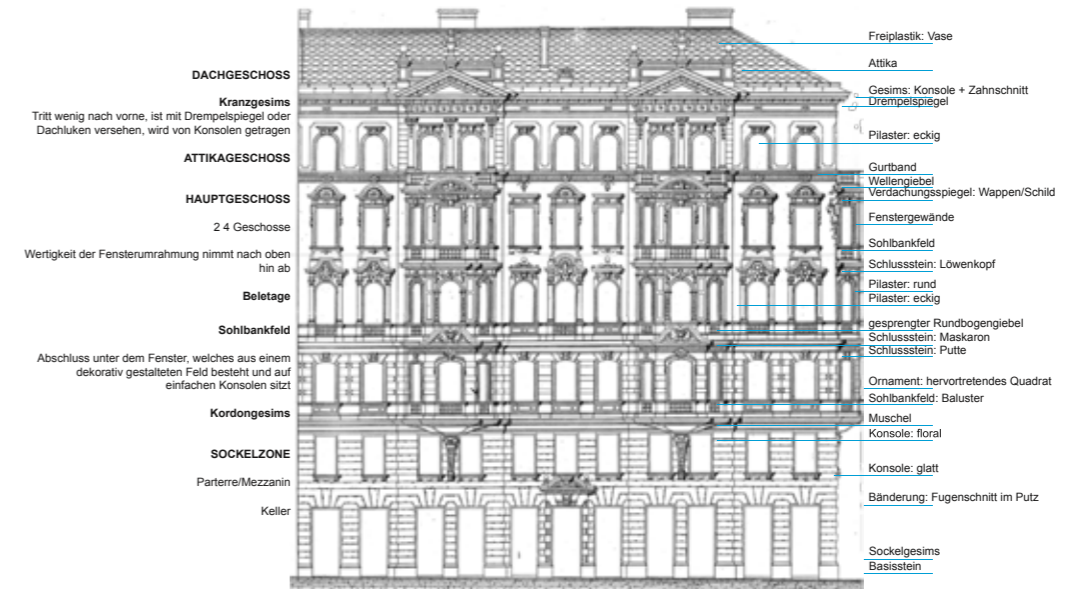 DACHGESCHOSS
Kranzgesims
Tritt wenig nach vorne, ist mit Drempelspiegel oder
Dachluken versehen, wird von Konsolen getragen
ATTIKAGESCHOSS
HAUPTGESCHOSS
2 4 Geschosse
Wertigkeit der Fensterumrahmung nimmt nach oben
hin ab
Beletage
Sohlbankfeld
Abschluss unter dem Fenster, welches aus einem
dekorativ gestalteten Feld besteht und auf
einfachen Konsolen sitzt
Kordongesims
SOCKELZONE
Parterre/Mezzanin
Keller
Freiplastik: Vase
Attika
Gesims: Konsole + Zahnschnitt
Drempelspiegel
Pilaster: eckig
Gurtband
Wellengiebel
Verdachungsspiegel: Wappen/Schild
Fenstergewände
Sohlbankfeld
Schlussstein: Löwenkopf
Pilaster: rund
Pilaster: eckig
gesprengter Rundbogengiebel
Schlussstein: Maskaron
Schlussstein: Putte
Ornament: hervortretendes Quadrat
Sohlbankfeld: Baluster
Muschel
Konsole: floral
Konsole: glatt
Bänderung: Fugenschnitt im Putz
Sockelgesims
Basisstein